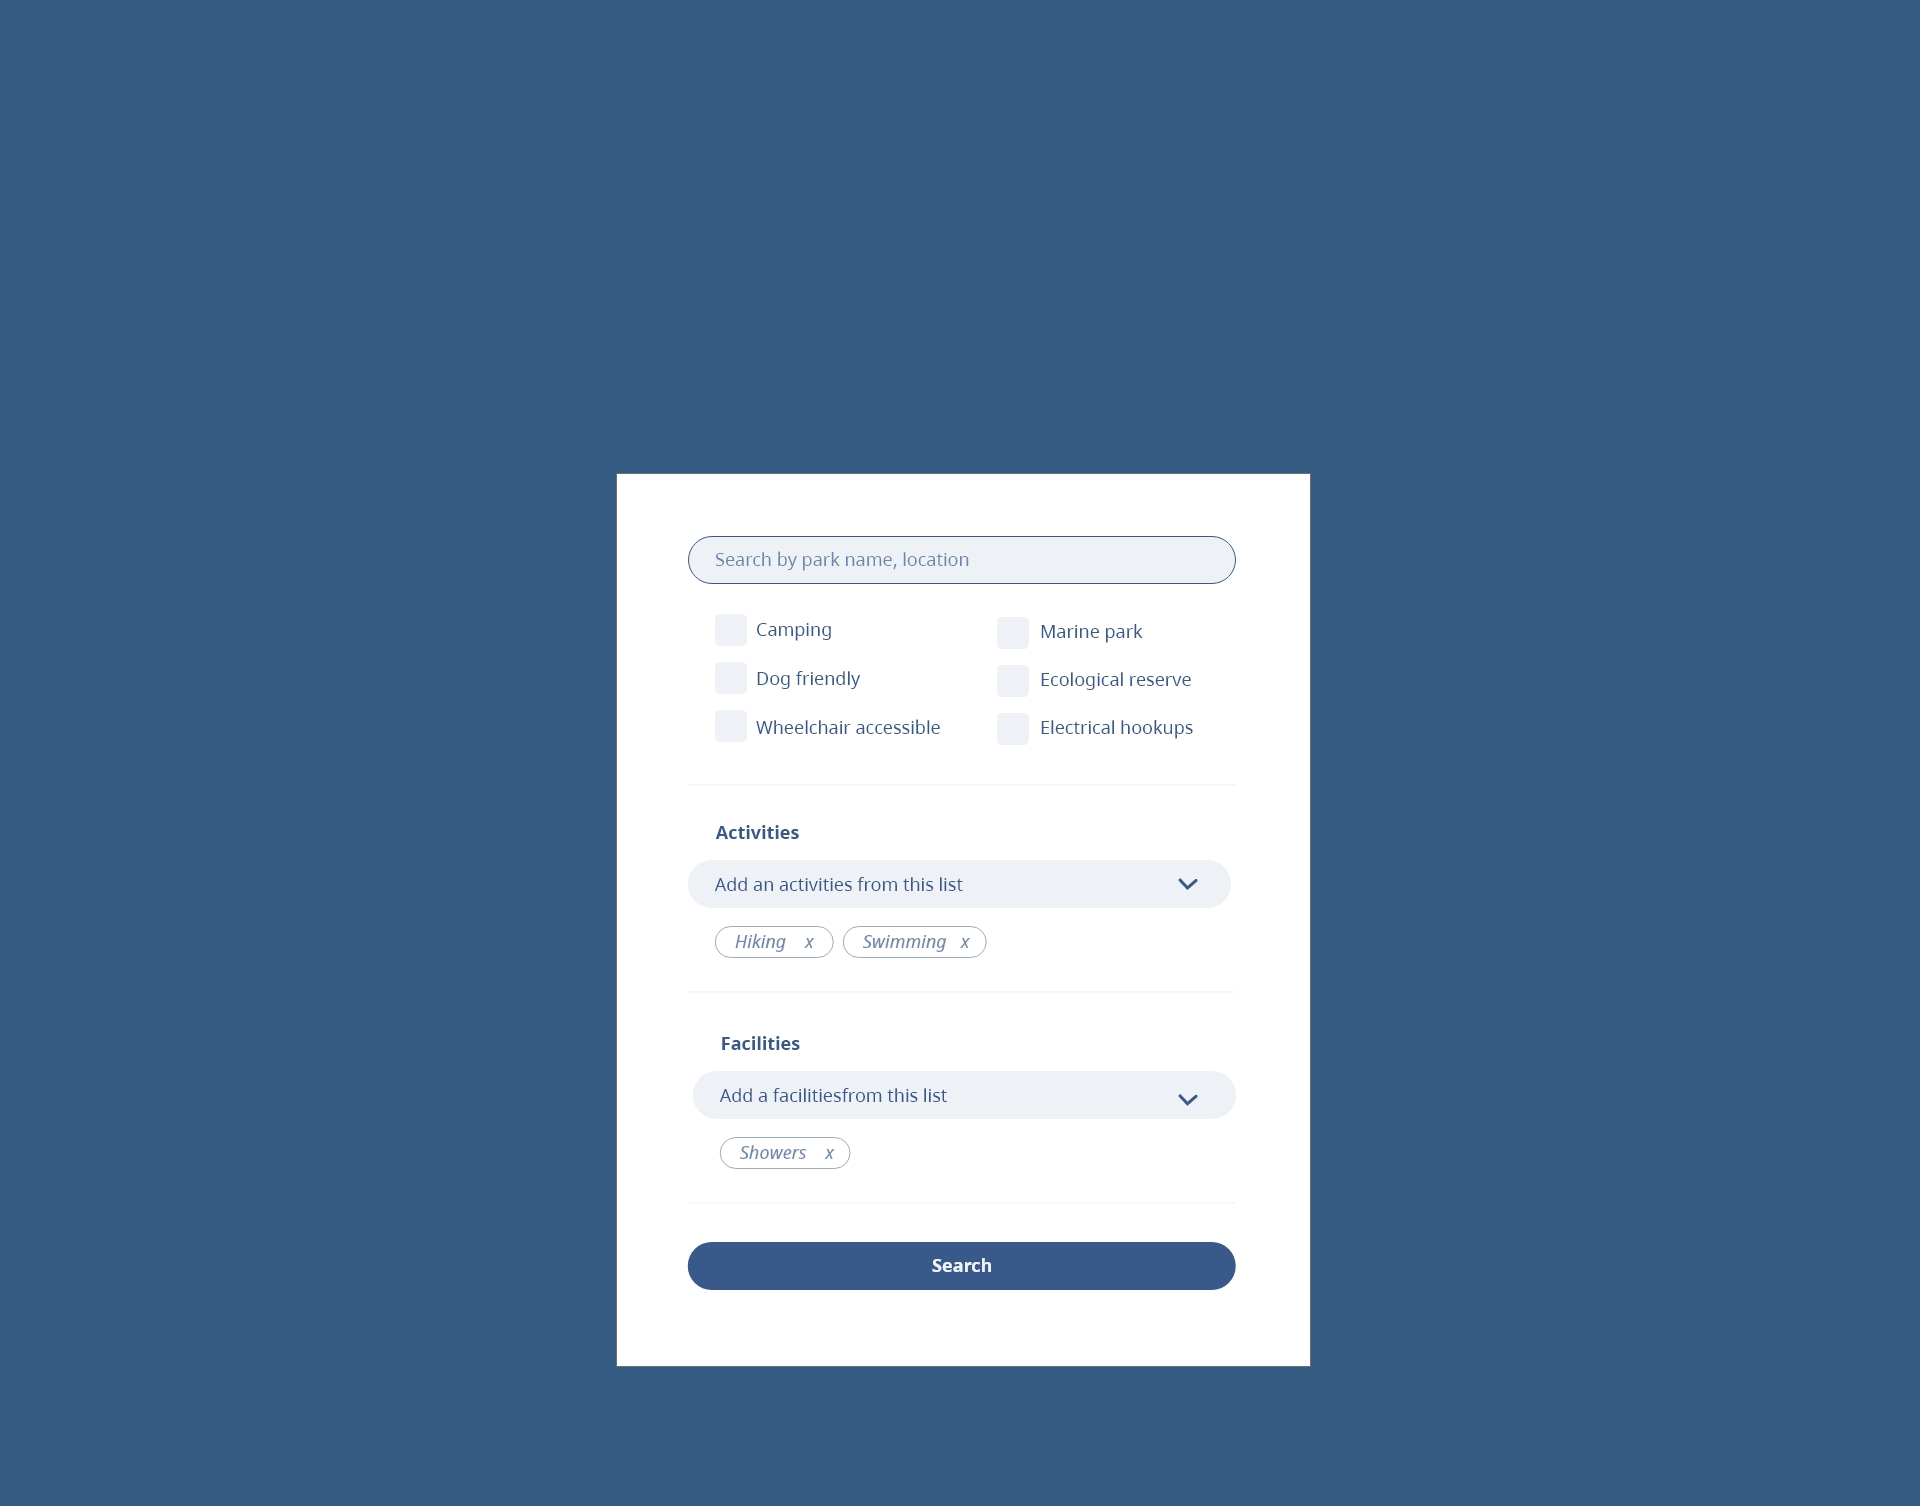 Search by park name, location
Camping
Marine park
Dog friendly
Ecological reserve
Wheelchair accessible
Electrical hookups
Activities
Add an activities from this list
Hiking x Swimming x
Facilities
Add a facilitiesfrom this list
Showers x
Search